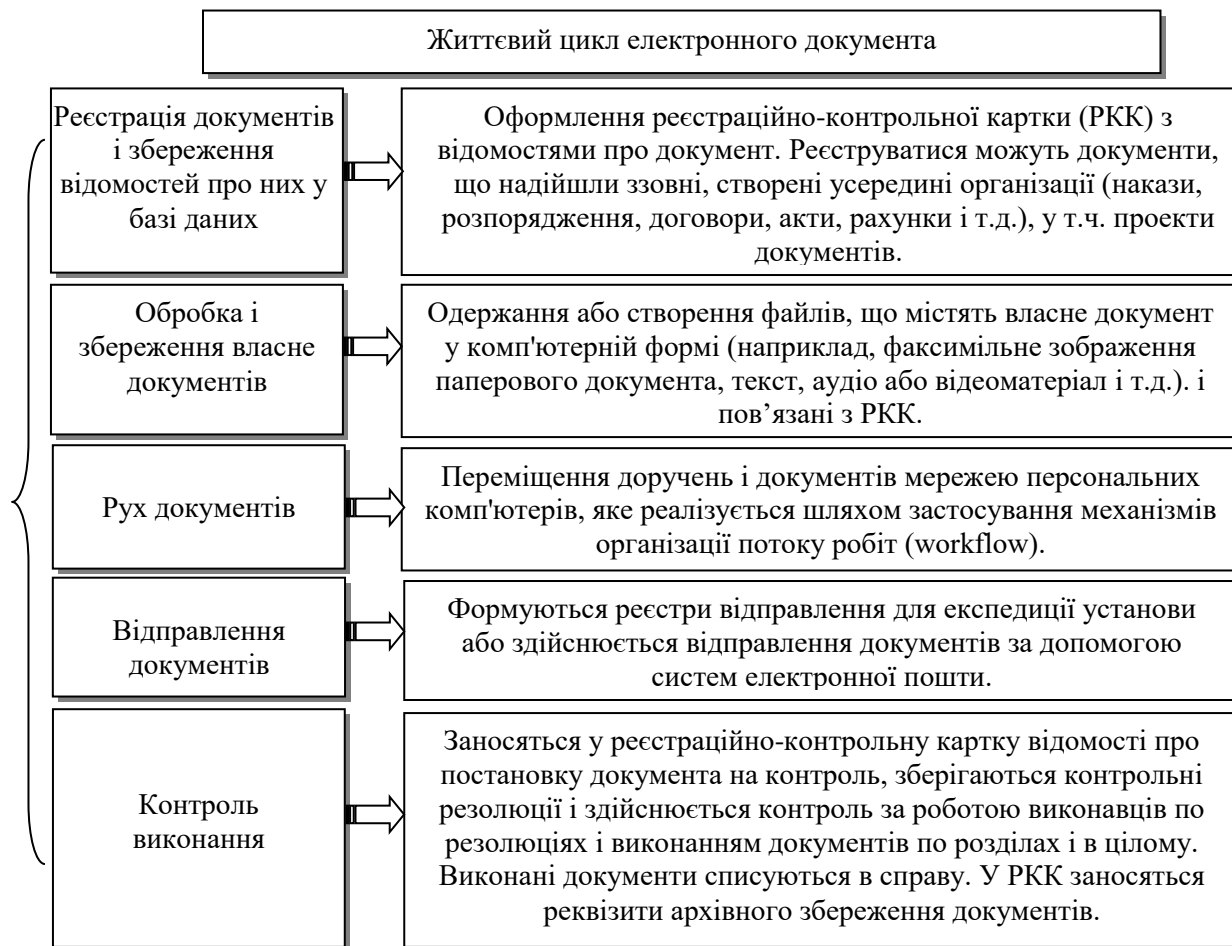 Життєвий цикл електронного документа
Реєстрація документів
і збереження
відомостей про них у
базі даних
Оформлення реєстраційно-контрольної картки (РКК) з
відомостями про документ. Реєструватися можуть документи,
що надійшли ззовні, створені усередині організації (накази,
розпорядження, договори, акти, рахунки і т.д.), у т.ч. проекти
документів.
Обробка і
збереження власне
документів
Одержання або створення файлів, що містять власне документ
у комп'ютерній формі (наприклад, факсимільне зображення
паперового документа, текст, аудіо або відеоматеріал і т.д.). і
пов’язані з РКК.
Рух документів
Переміщення доручень і документів мережею персональних
комп'ютерів, яке реалізується шляхом застосування механізмів
організації потоку робіт (workflow).
Відправлення
документів
Формуються реєстри відправлення для експедиції установи
або здійснюється відправлення документів за допомогою
систем електронної пошти.
Контроль
виконання
Заносяться у реєстраційно-контрольну картку відомості про
постановку документа на контроль, зберігаються контрольні
резолюції і здійснюється контроль за роботою виконавців по
резолюціях і виконанням документів по розділах і в цілому.
Виконані документи списуються в справу. У РКК заносяться
реквізити архівного збереження документів.